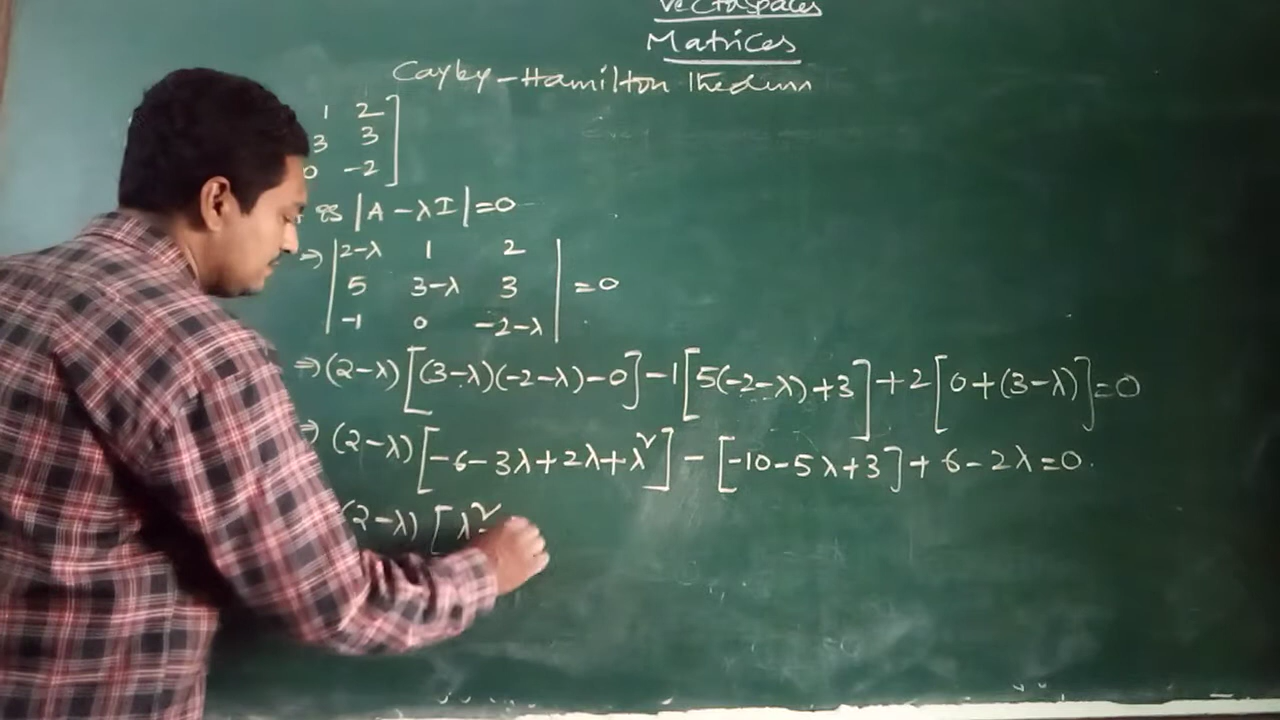 Vectorspaces
Matrices
Cayley-Hamilton Theorem
1 2
3 3
0 -2
is |A - λI| = 0
⇒ |2-λ 1 2|
|5 3-λ 3| = 0
|-1 0 -2-λ|
⇒ (2-λ)[(3-λ)(-2-λ)-0] - 1[5(-2-λ)+3] + 2[0+(3-λ)] = 0
⇒ (2-λ)[-6-3λ+2λ+λ²] - [-10-5λ+3] + 6-2λ = 0.
(2-λ)[λ²